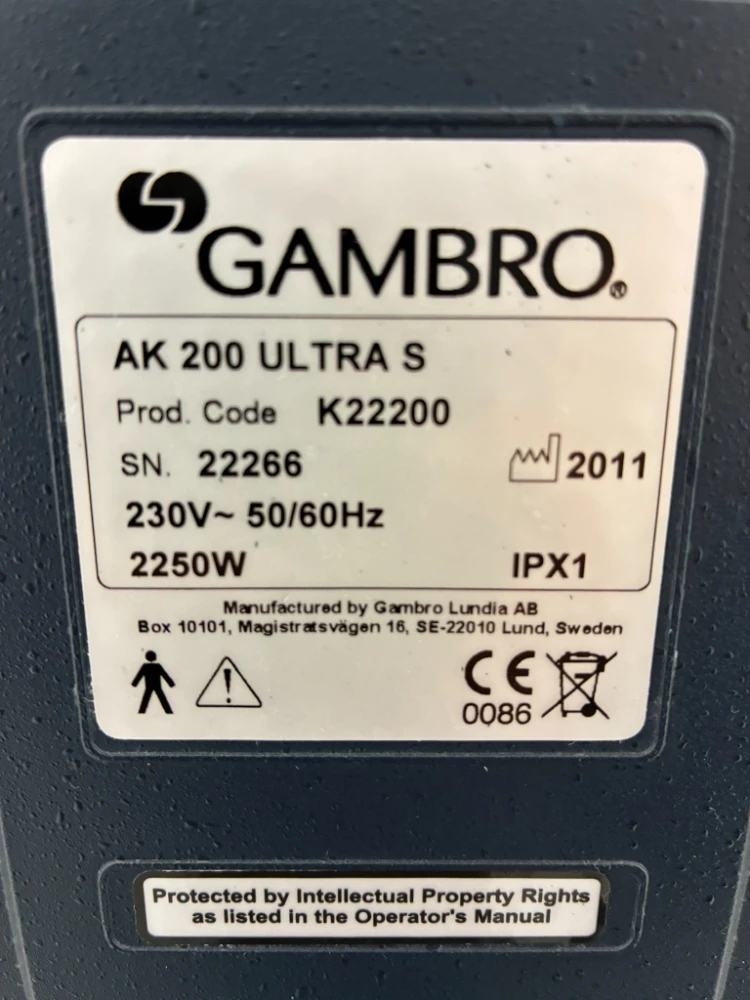 GAMBRO®
AK 200 ULTRA S
Prod. Code K22200
SN. 22266 2011
230V~ 50/60Hz
2250W IPX1
Manufactured by Gambro Lundia AB
Box 10101, Magistratsvägen 16, SE-22010 Lund, Sweden
CE
0086
Protected by Intellectual Property Rights
as listed in the Operator's Manual